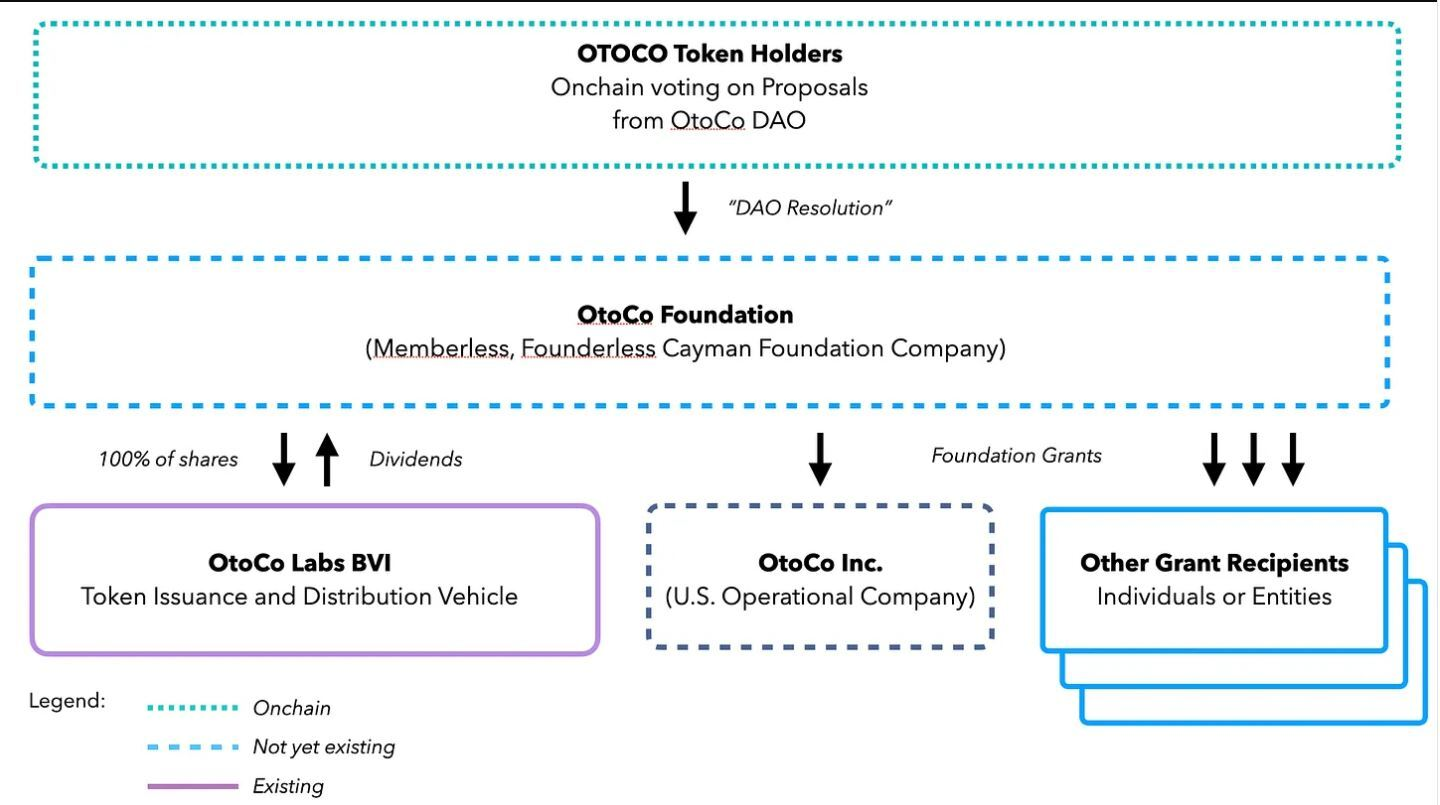 OTOCO Token Holders
Onchain voting on Proposals
from OtoCo DAO
“DAO Resolution”
OtoCo Foundation
(Memberless, Founderless Cayman Foundation Company)
100% of shares
Dividends
Foundation Grants
OtoCo Labs BVI
Token Issuance and Distribution Vehicle
OtoCo Inc.
(U.S. Operational Company)
Other Grant Recipients
Individuals or Entities
Legend:
Onchain
Not yet existing
Existing